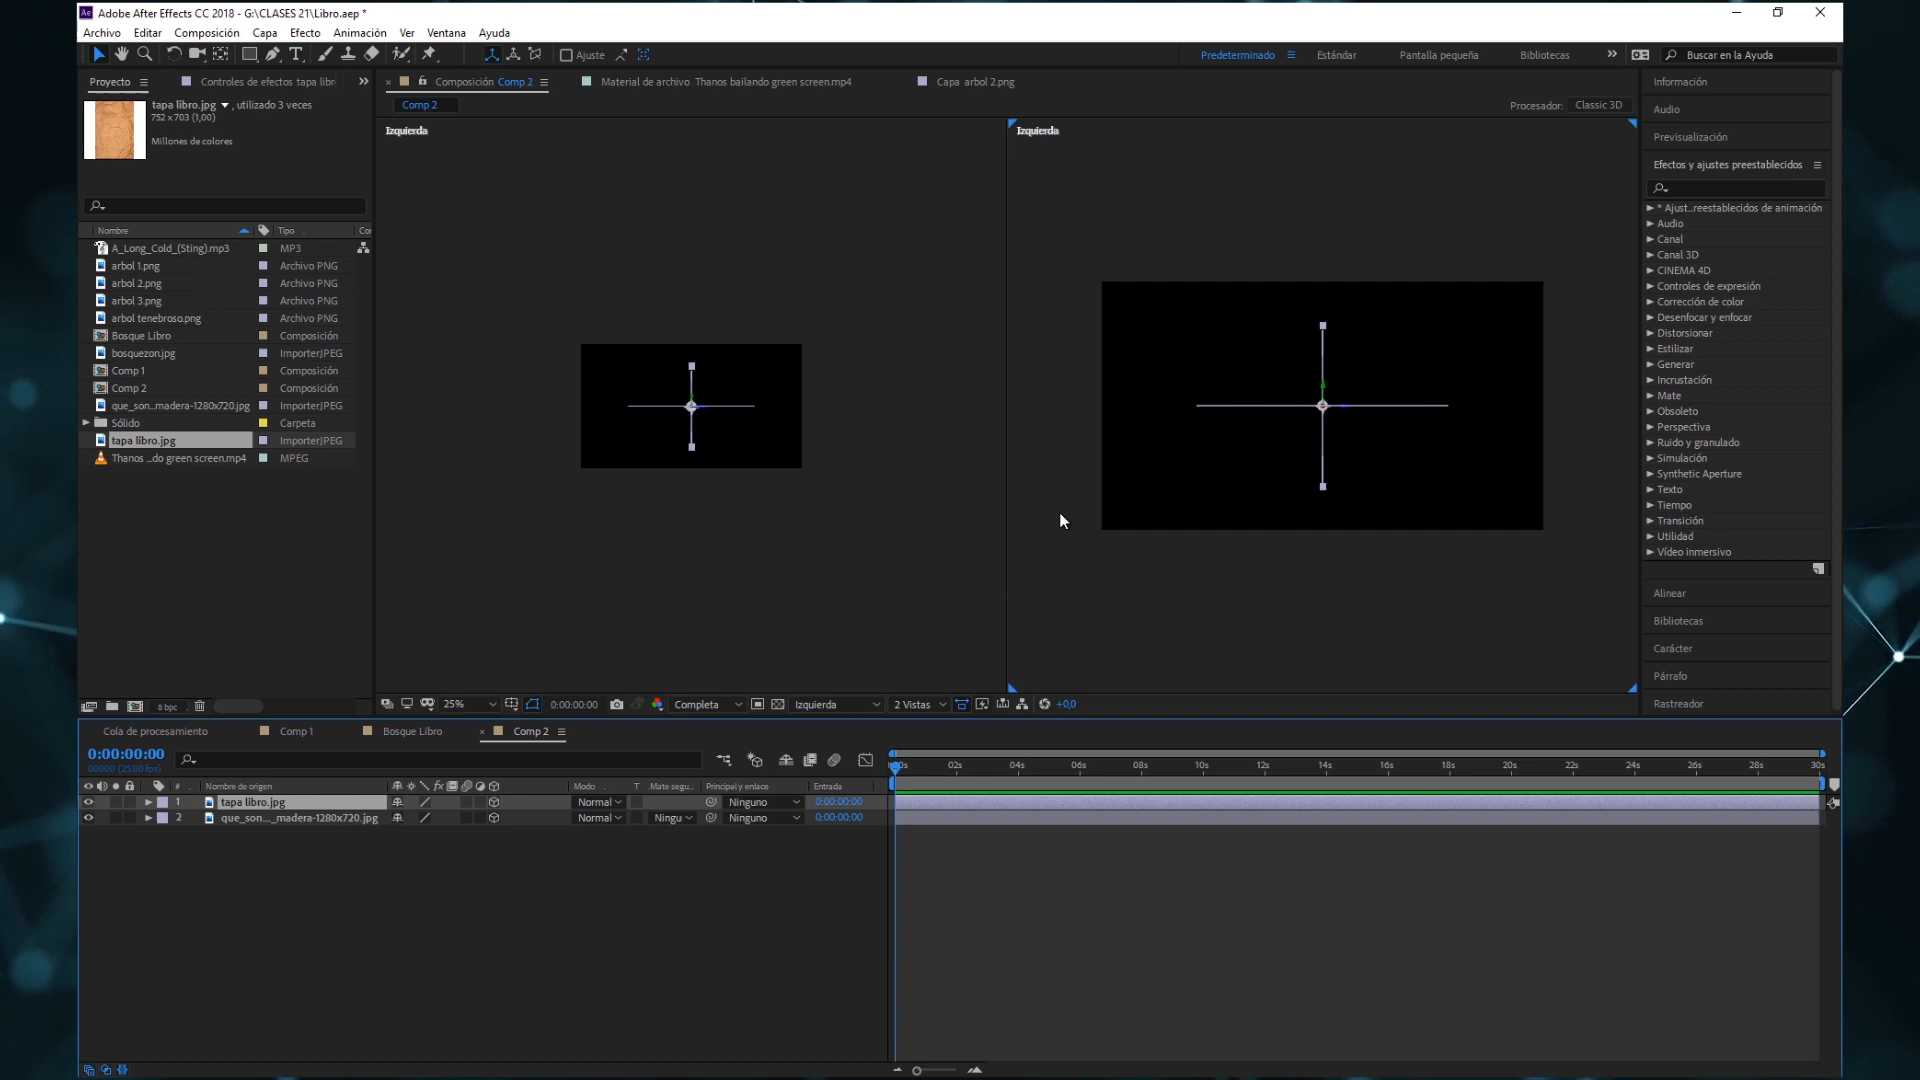 Adobe After Effects CC 2018 - G:\CLASES 21\Libro.aep *
Archivo Editar Composición Capa Efecto Animación Ver Ventana Ayuda
Ajuste
Predeterminado Estándar Pantalla pequeña Bibliotecas Buscar en la Ayuda
Proyecto
Controles de efectos tapa libr
Composición Comp 2
Material de archivo Thanos bailando green screen.mp4
Capa arbol 2.png
Comp 2
Procesador: Classic 3D
tapa libro.jpg , utilizado 3 veces
752 x 703 (1,00)
Millones de colores
Nombre Tipo
A_Long_Cold_(Sting).mp3 MP3
arbol 1.png Archivo PNG
arbol 2.png Archivo PNG
arbol 3.png Archivo PNG
arbol tenebroso.png Archivo PNG
Bosque Libro Composición
bosquezon.jpg ImporterJPEG
Comp 1 Composición
Comp 2 Composición
que_son...madera-1280x720.jpg ImporterJPEG
Sólido Carpeta
tapa libro.jpg ImporterJPEG
Thanos ...do green screen.mp4 MPEG
8 bpc
Izquierda
Izquierda
25% 0:00:00:00 Completa Izquierda 2 Vistas +0,0
Información
Audio
Previsualización
Efectos y ajustes preestablecidos
* Ajust...reestablecidos de animación
Audio
Canal
Canal 3D
CINEMA 4D
Controles de expresión
Corrección de color
Desenfocar y enfocar
Distorsionar
Estilizar
Generar
Incrustación
Mate
Obsoleto
Perspectiva
Ruido y granulado
Simulación
Synthetic Aperture
Texto
Tiempo
Transición
Utilidad
Vídeo inmersivo
Alinear
Bibliotecas
Carácter
Párrafo
Rastreador
Cola de procesamiento Comp 1 Bosque Libro Comp 2
0:00:00:00
00000 (25.00 fps)
00s 02s 04s 06s 08s 10s 12s 14s 16s 18s 20s 22s 24s 26s 28s 30s
# Nombre de origen Modo T .Mate segu... Principal y enlace Entrada
1 tapa libro.jpg Normal Ninguno 0:00:00:00
2 que_son..._madera-1280x720.jpg Normal Ningu Ninguno 0:00:00:00